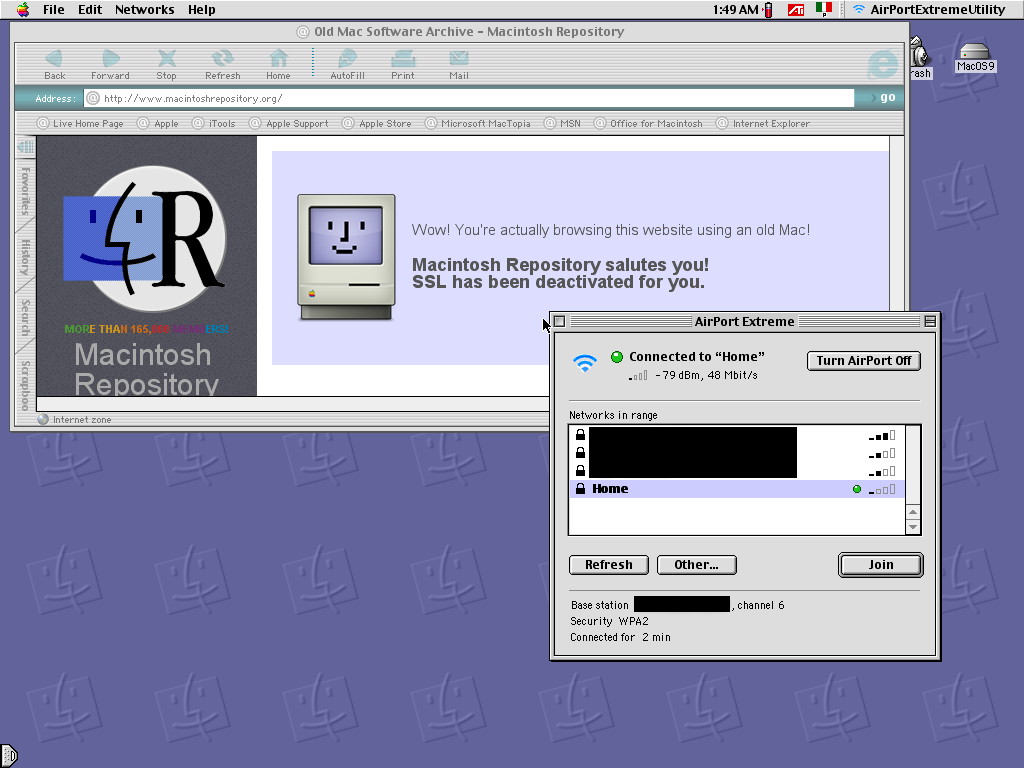 File Edit Networks Help 1:49 AM AirPortExtremeUtility
Old Mac Software Archive – Macintosh Repository
Back Forward Stop Refresh Home AutoFill Print Mail
Address: http://www.macintoshrepository.org/ go
Live Home Page Apple iTools Apple Support Apple Store Microsoft MacTopia MSN Office for Macintosh Internet Explorer
rash
MacOS9
Favorites
History
Search
Scrapboo
R
Wow! You're actually browsing this website using an old Mac!
Macintosh Repository salutes you!
SSL has been deactivated for you.
MORE THAN 165,
Macintosh
Repository
Internet zone
AirPort Extreme
Connected to “Home”
-79 dBm, 48 Mbit/s
Turn AirPort Off
Networks in range
Home
Refresh Other... Join
Base station , channel 6
Security WPA2
Connected for 2 min